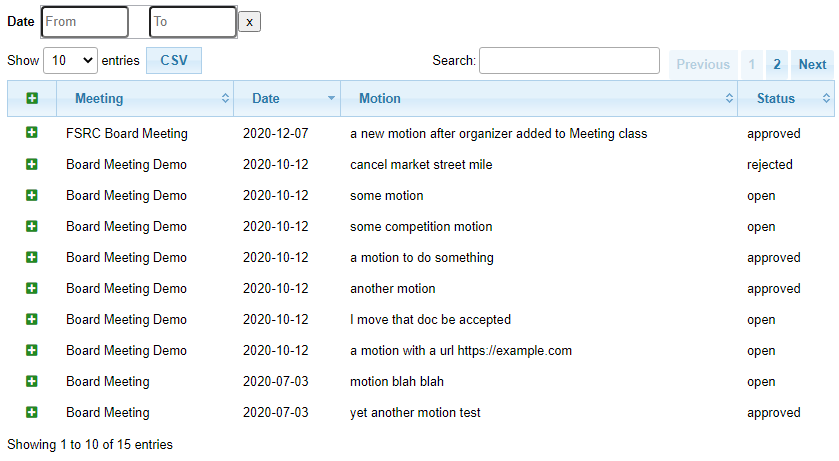 Date From To x
Show 10 entries CSV Search: Previous 1 2 Next
Meeting Date Motion Status
FSRC Board Meeting 2020-12-07 a new motion after organizer added to Meeting class approved
Board Meeting Demo 2020-10-12 cancel market street mile rejected
Board Meeting Demo 2020-10-12 some motion open
Board Meeting Demo 2020-10-12 some competition motion open
Board Meeting Demo 2020-10-12 a motion to do something approved
Board Meeting Demo 2020-10-12 another motion approved
Board Meeting Demo 2020-10-12 I move that doc be accepted open
Board Meeting Demo 2020-10-12 a motion with a url https://example.com open
Board Meeting 2020-07-03 motion blah blah open
Board Meeting 2020-07-03 yet another motion test approved
Showing 1 to 10 of 15 entries